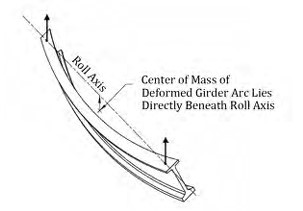 Roll Axis
Center of Mass of
Deformed Girder Arc Lies
Directly Beneath Roll Axis